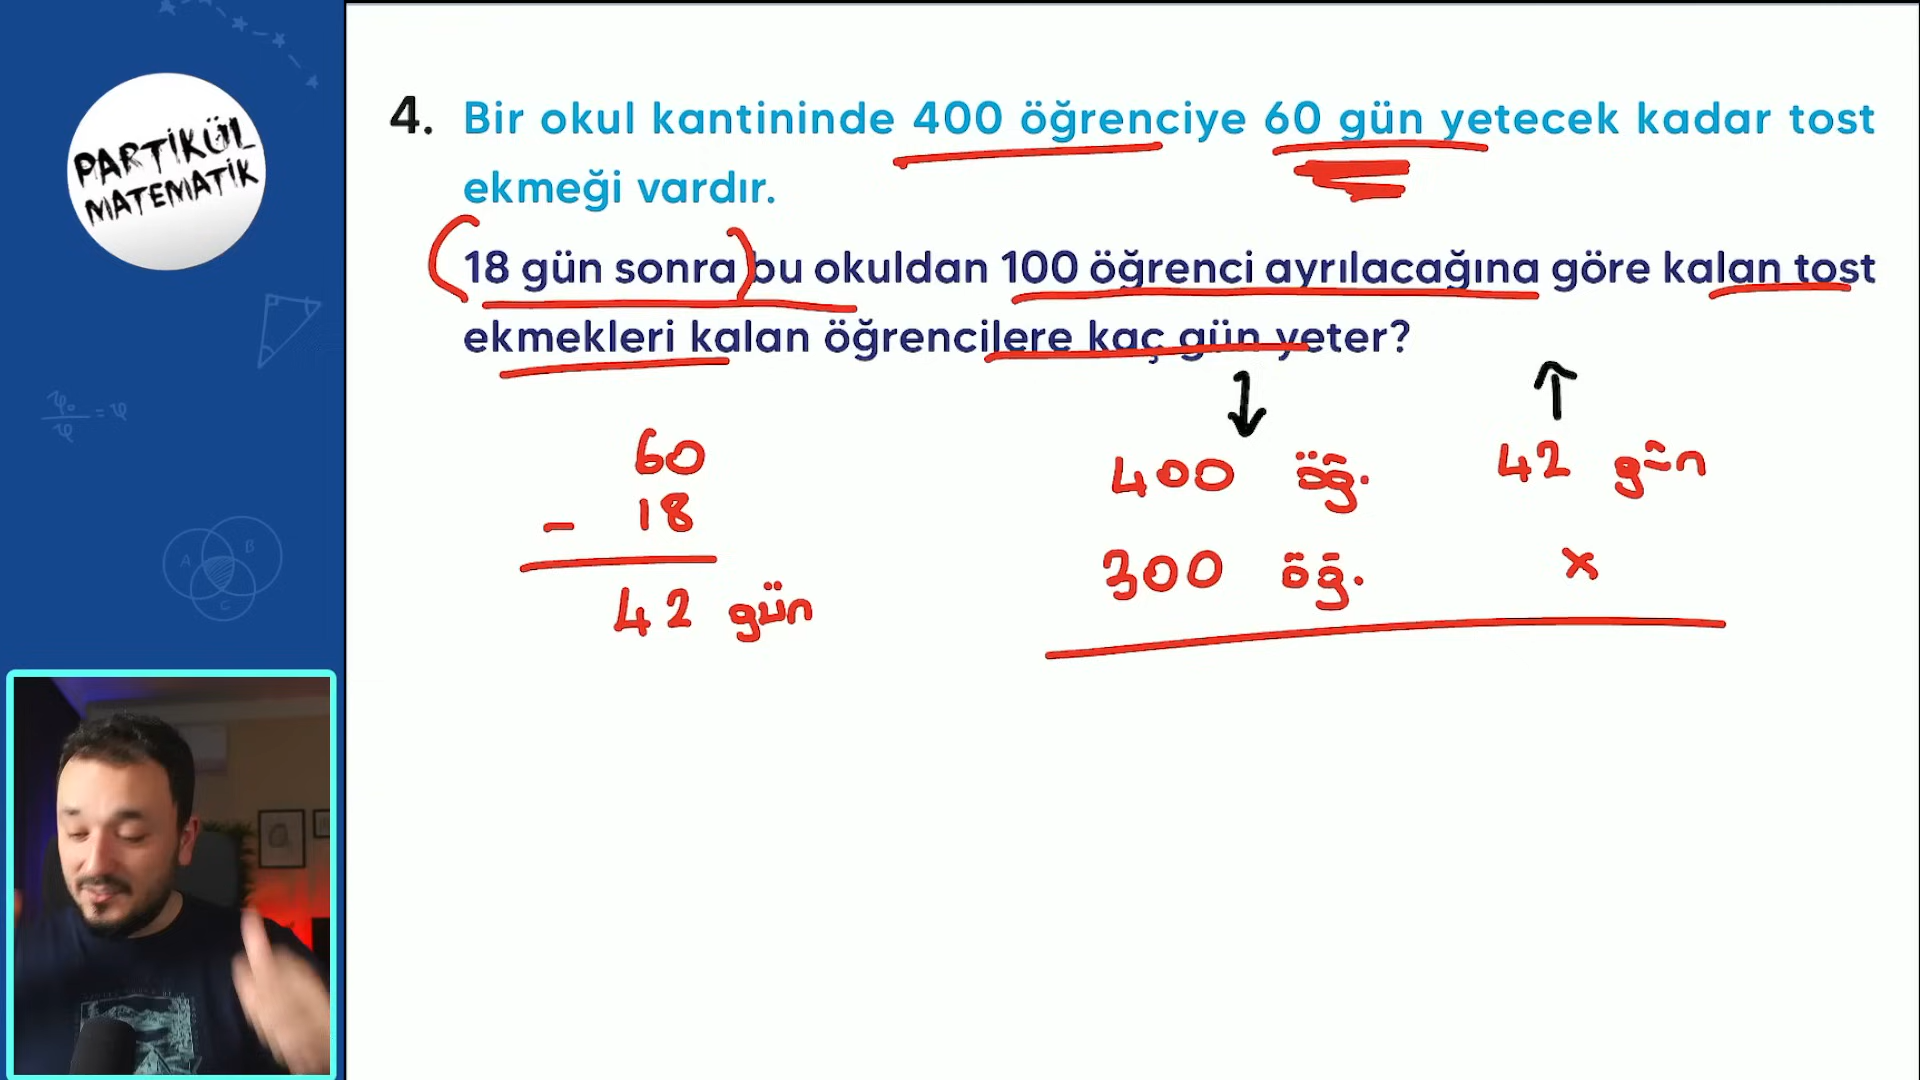 PARTİKÜL
MATEMATİK
4. Bir okul kantininde 400 öğrenciye 60 gün yetecek kadar tost
ekmeği vardır.
(18 gün sonra) bu okuldan 100 öğrenci ayrılacağına göre kalan tost
ekmekleri kalan öğrencilere kaç gün yeter?
60
- 18
42 gün
400 öğ. 42 gün
300 öğ. x
A B
C